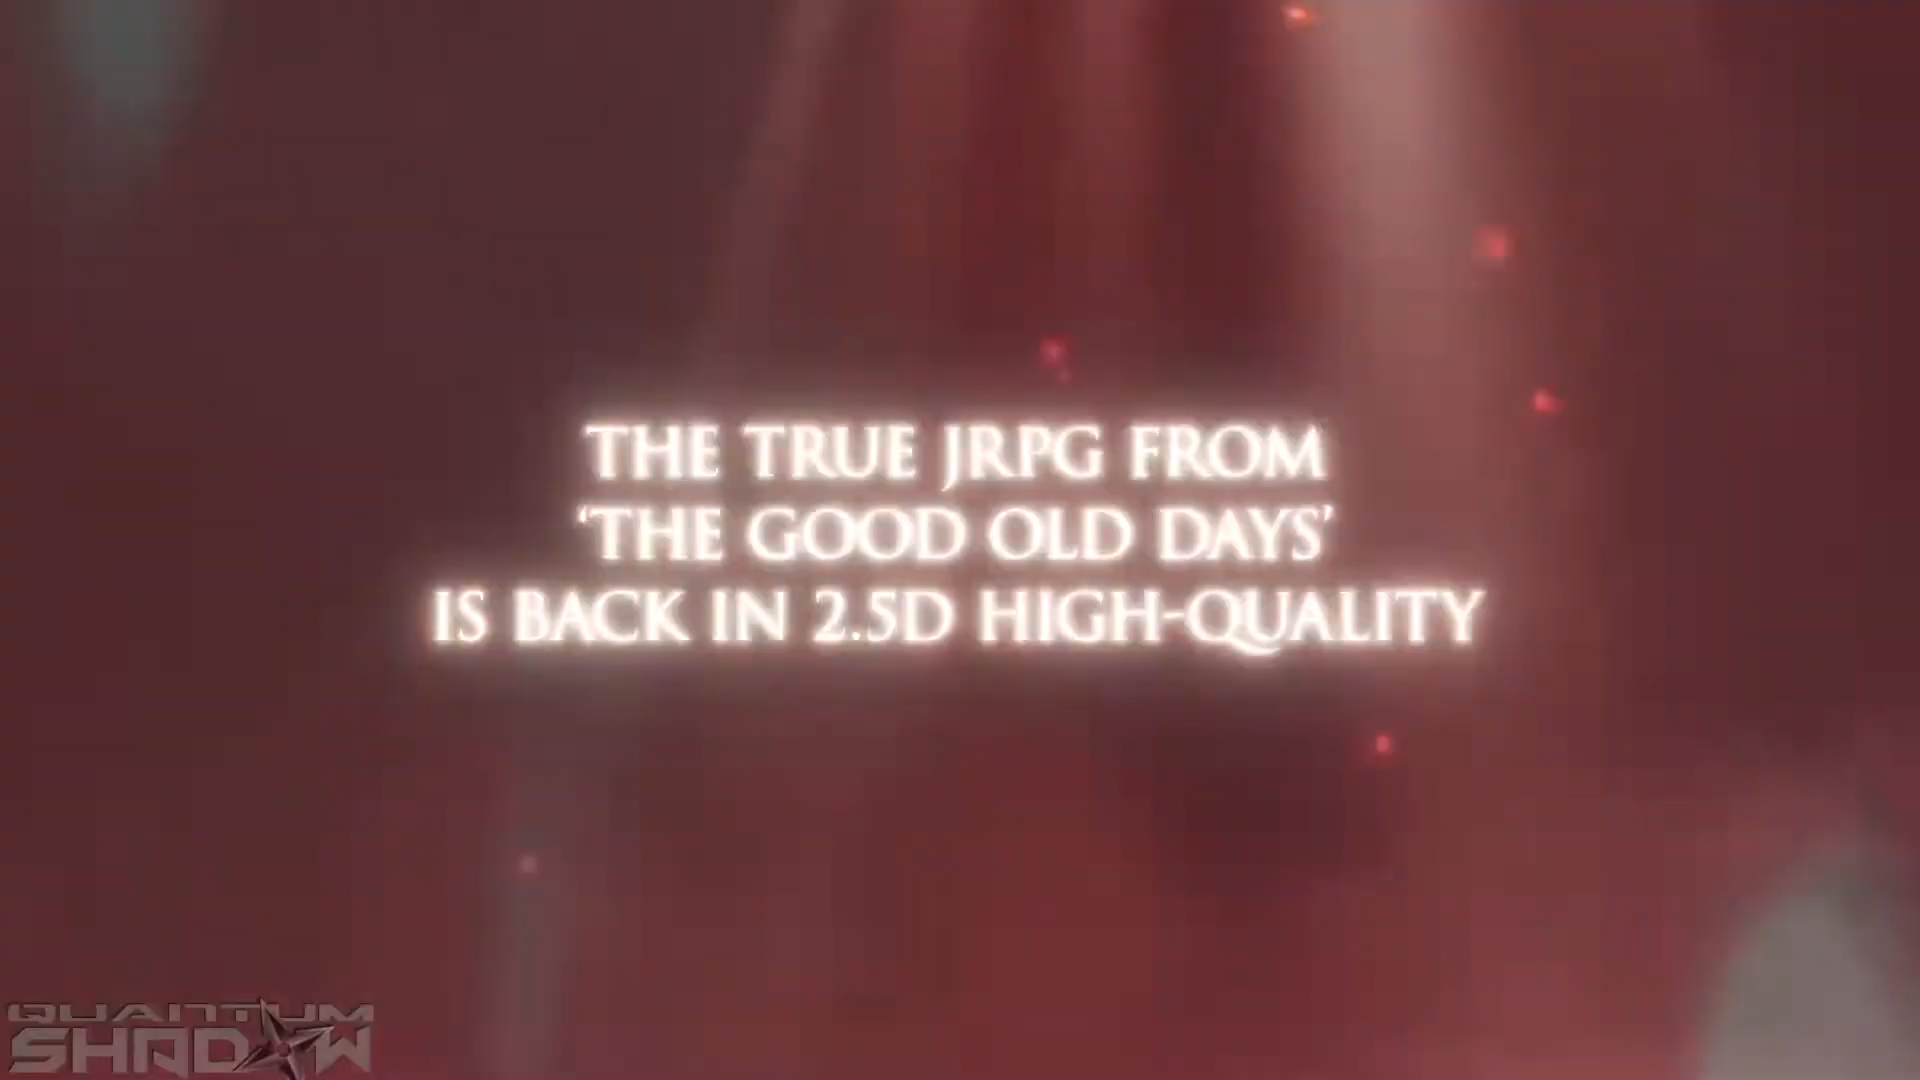 THE TRUE JRPG FROM
‘THE GOOD OLD DAYS’
IS BACK IN 2.5D HIGH-QUALITY
QUANTUM
SHADOW